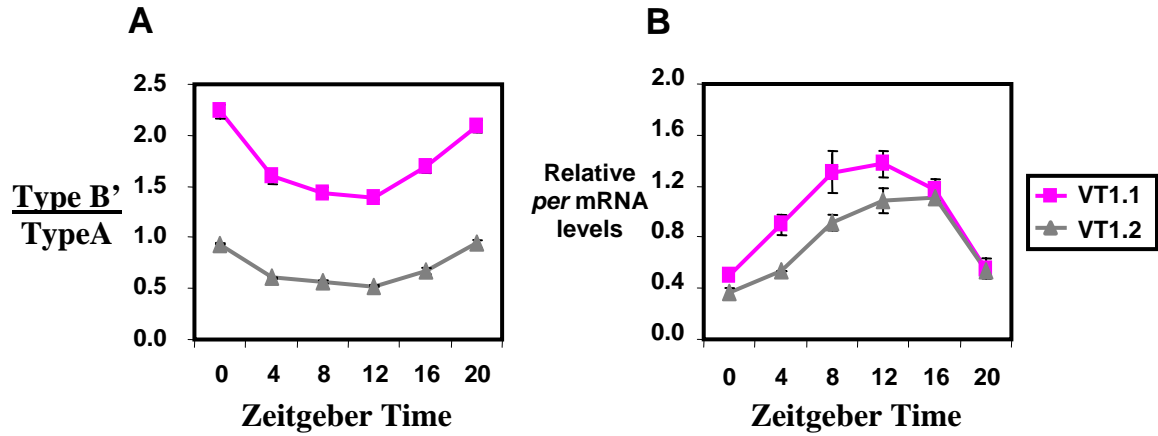 A
B
2.5
2.0
1.5
1.0
0.5
0.0
Type B’
TypeA
0 4 8 12 16 20
Zeitgeber Time
2.0
1.6
1.2
0.8
0.4
0.0
Relative
per mRNA
levels
0 4 8 12 16 20
Zeitgeber Time
VT1.1
VT1.2